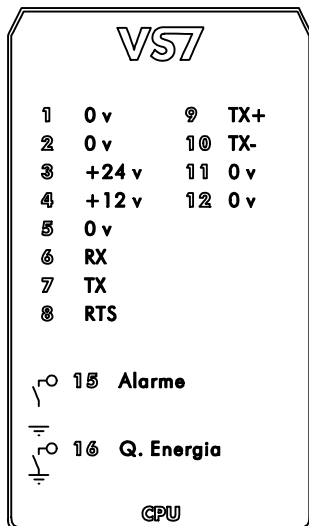 VS7
1 0 v 9 TX+
2 0 v 10 TX-
3 +24 v 11 0 v
4 +12 v 12 0 v
5 0 v
6 RX
7 TX
8 RTS
15 Alarme
16 Q. Energia
CPU